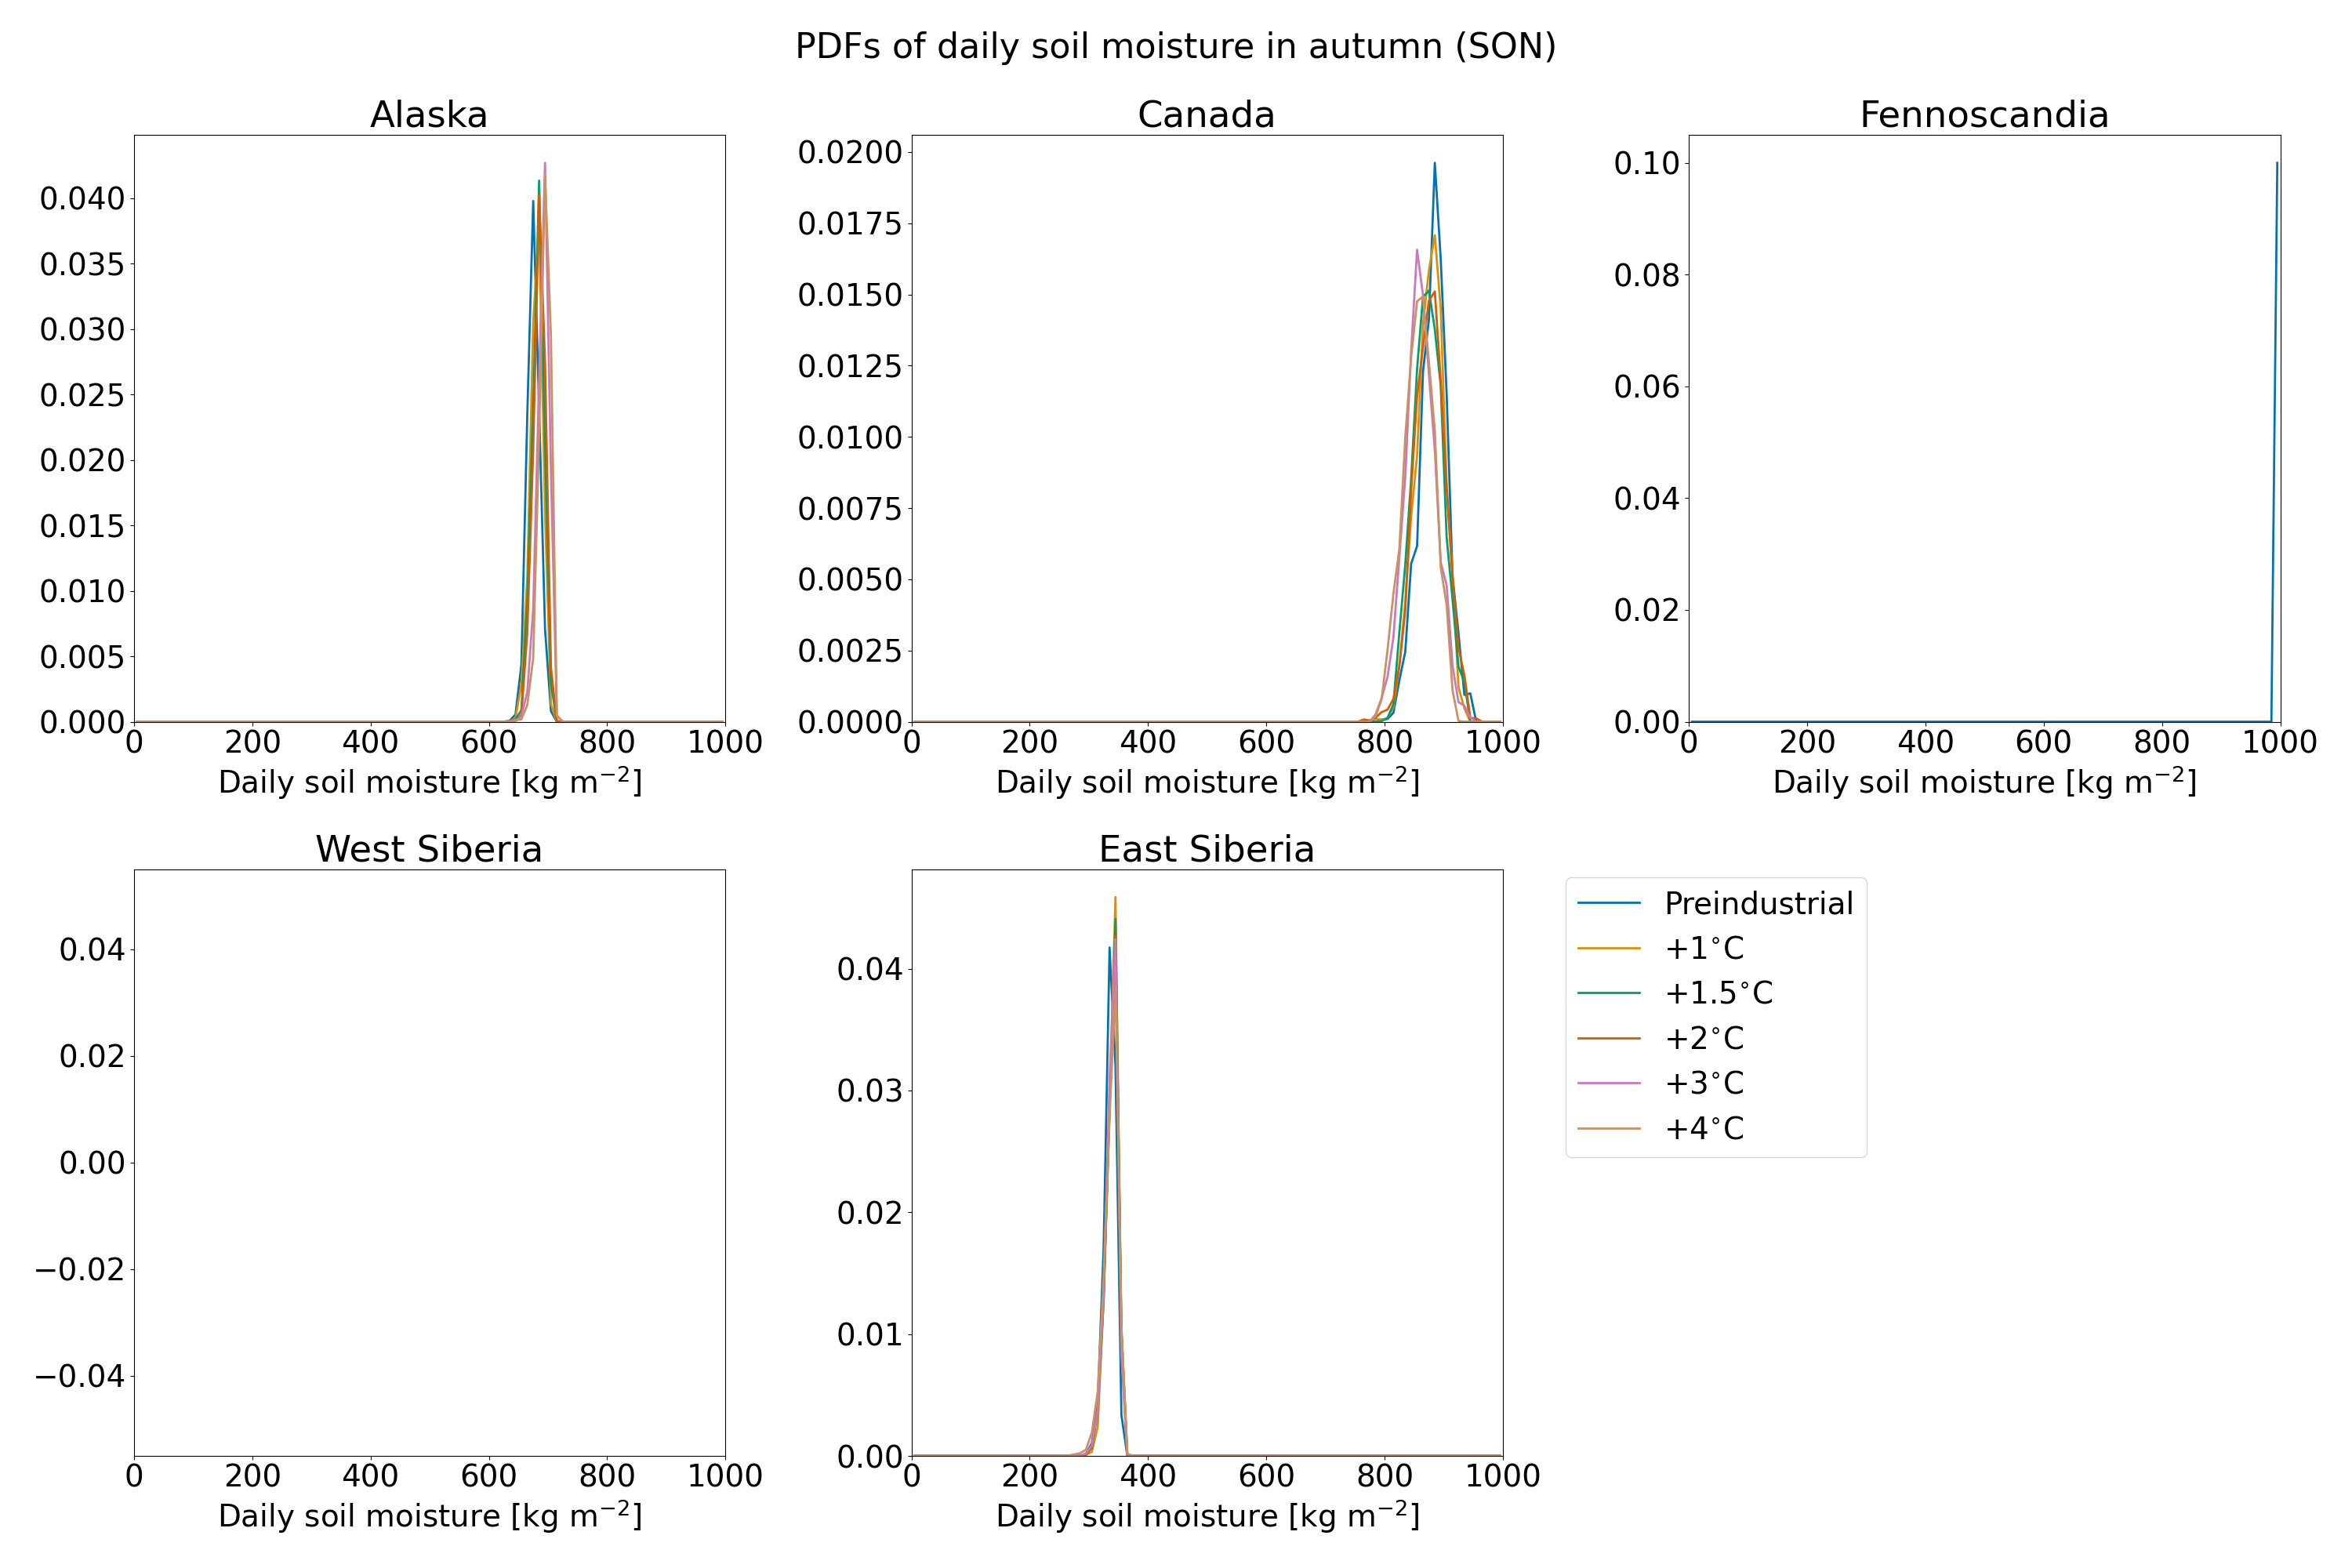 PDFs of daily soil moisture in autumn (SON)
Alaska
0.040
0.035
0.030
0.025
0.020
0.015
0.010
0.005
0.000
0 200 400 600 800 1000
Daily soil moisture [kg m⁻²]
Canada
0.0200
0.0175
0.0150
0.0125
0.0100
0.0075
0.0050
0.0025
0.0000
0 200 400 600 800 1000
Daily soil moisture [kg m⁻²]
Fennoscandia
0.10
0.08
0.06
0.04
0.02
0.00
0 200 400 600 800 1000
Daily soil moisture [kg m⁻²]
West Siberia
0.04
0.02
0.00
−0.02
−0.04
0 200 400 600 800 1000
Daily soil moisture [kg m⁻²]
East Siberia
0.04
0.03
0.02
0.01
0.00
0 200 400 600 800 1000
Daily soil moisture [kg m⁻²]
Preindustrial
+1°C
+1.5°C
+2°C
+3°C
+4°C